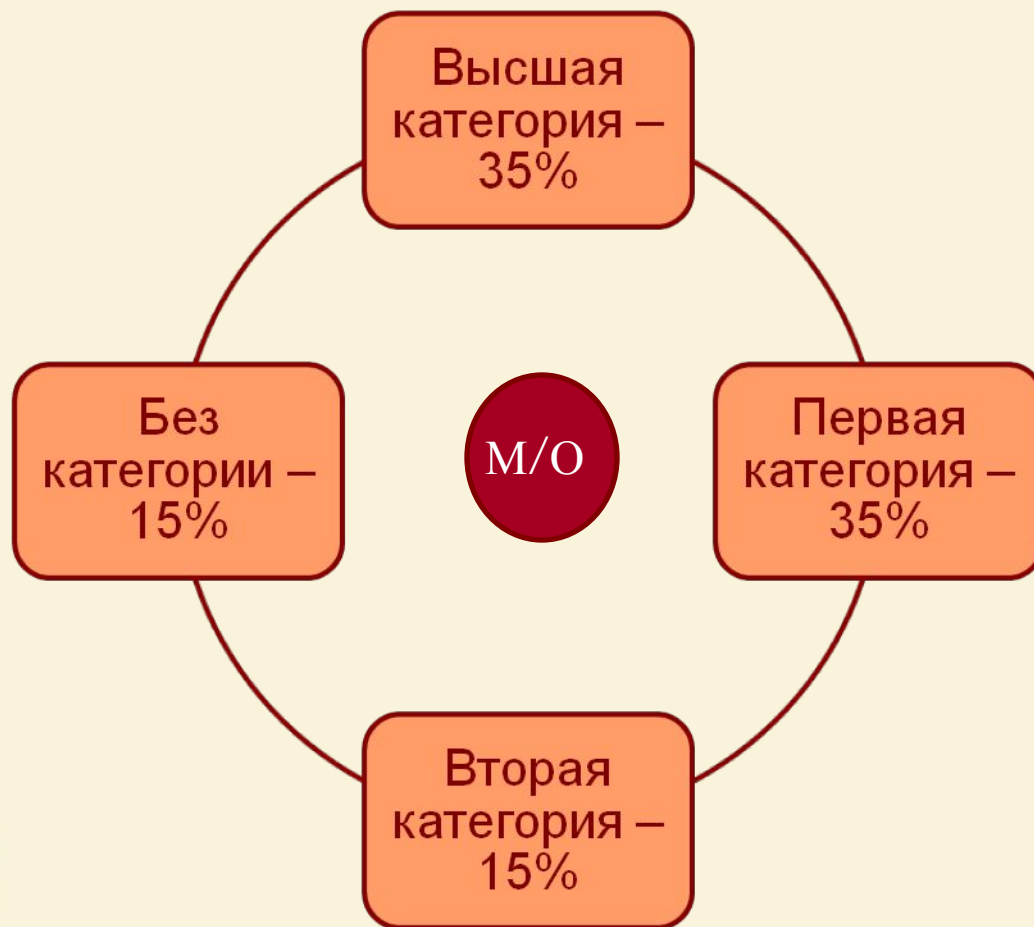 Высшая
категория –
35%
Без
категории –
15%
М/О
Первая
категория –
35%
Вторая
категория –
15%